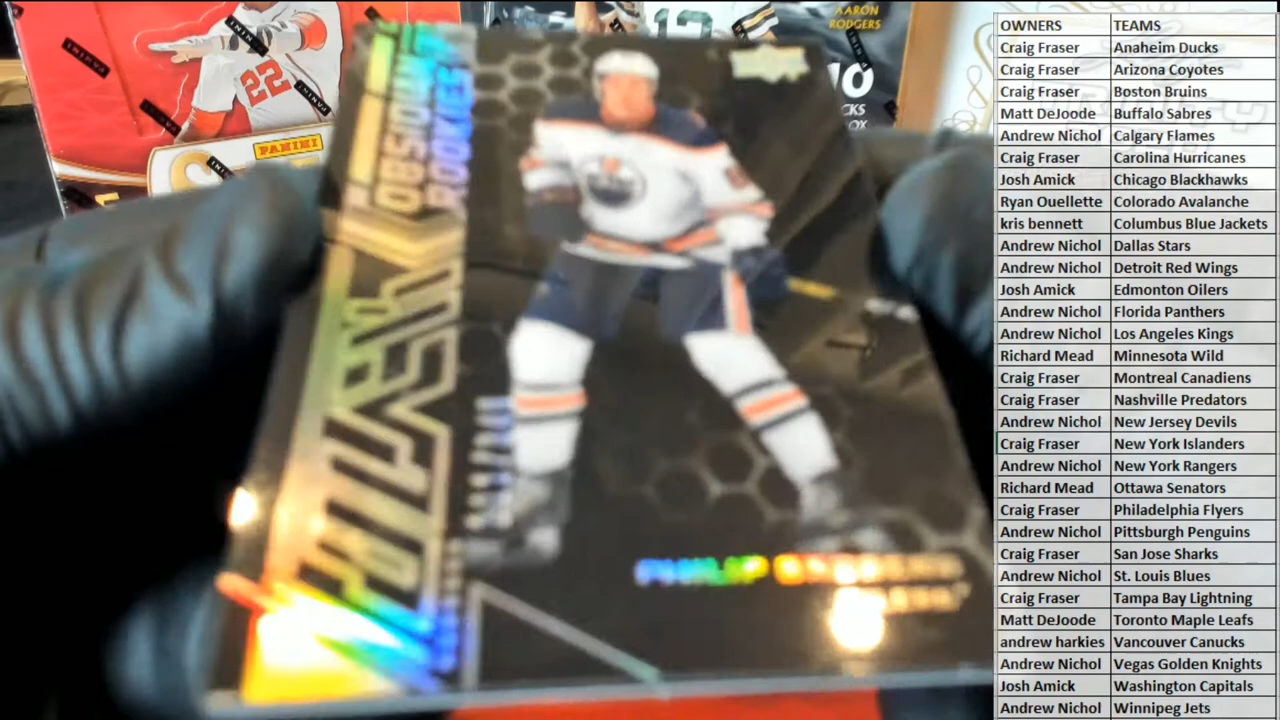 AARON
RODGERS
22
PANINI
PANINI
PANINI
PANINI
OBSIDIAN
ROOKIES
PHILIP
OWNERS TEAMS
Craig Fraser Anaheim Ducks
Craig Fraser Arizona Coyotes
Craig Fraser Boston Bruins
Matt DeJoode Buffalo Sabres
Andrew Nichol Calgary Flames
Craig Fraser Carolina Hurricanes
Josh Amick Chicago Blackhawks
Ryan Ouellette Colorado Avalanche
kris bennett Columbus Blue Jackets
Andrew Nichol Dallas Stars
Andrew Nichol Detroit Red Wings
Josh Amick Edmonton Oilers
Andrew Nichol Florida Panthers
Andrew Nichol Los Angeles Kings
Richard Mead Minnesota Wild
Craig Fraser Montreal Canadiens
Craig Fraser Nashville Predators
Andrew Nichol New Jersey Devils
Craig Fraser New York Islanders
Andrew Nichol New York Rangers
Richard Mead Ottawa Senators
Craig Fraser Philadelphia Flyers
Andrew Nichol Pittsburgh Penguins
Craig Fraser San Jose Sharks
Andrew Nichol St. Louis Blues
Craig Fraser Tampa Bay Lightning
Matt DeJoode Toronto Maple Leafs
andrew harkies Vancouver Canucks
Andrew Nichol Vegas Golden Knights
Josh Amick Washington Capitals
Andrew Nichol Winnipeg Jets